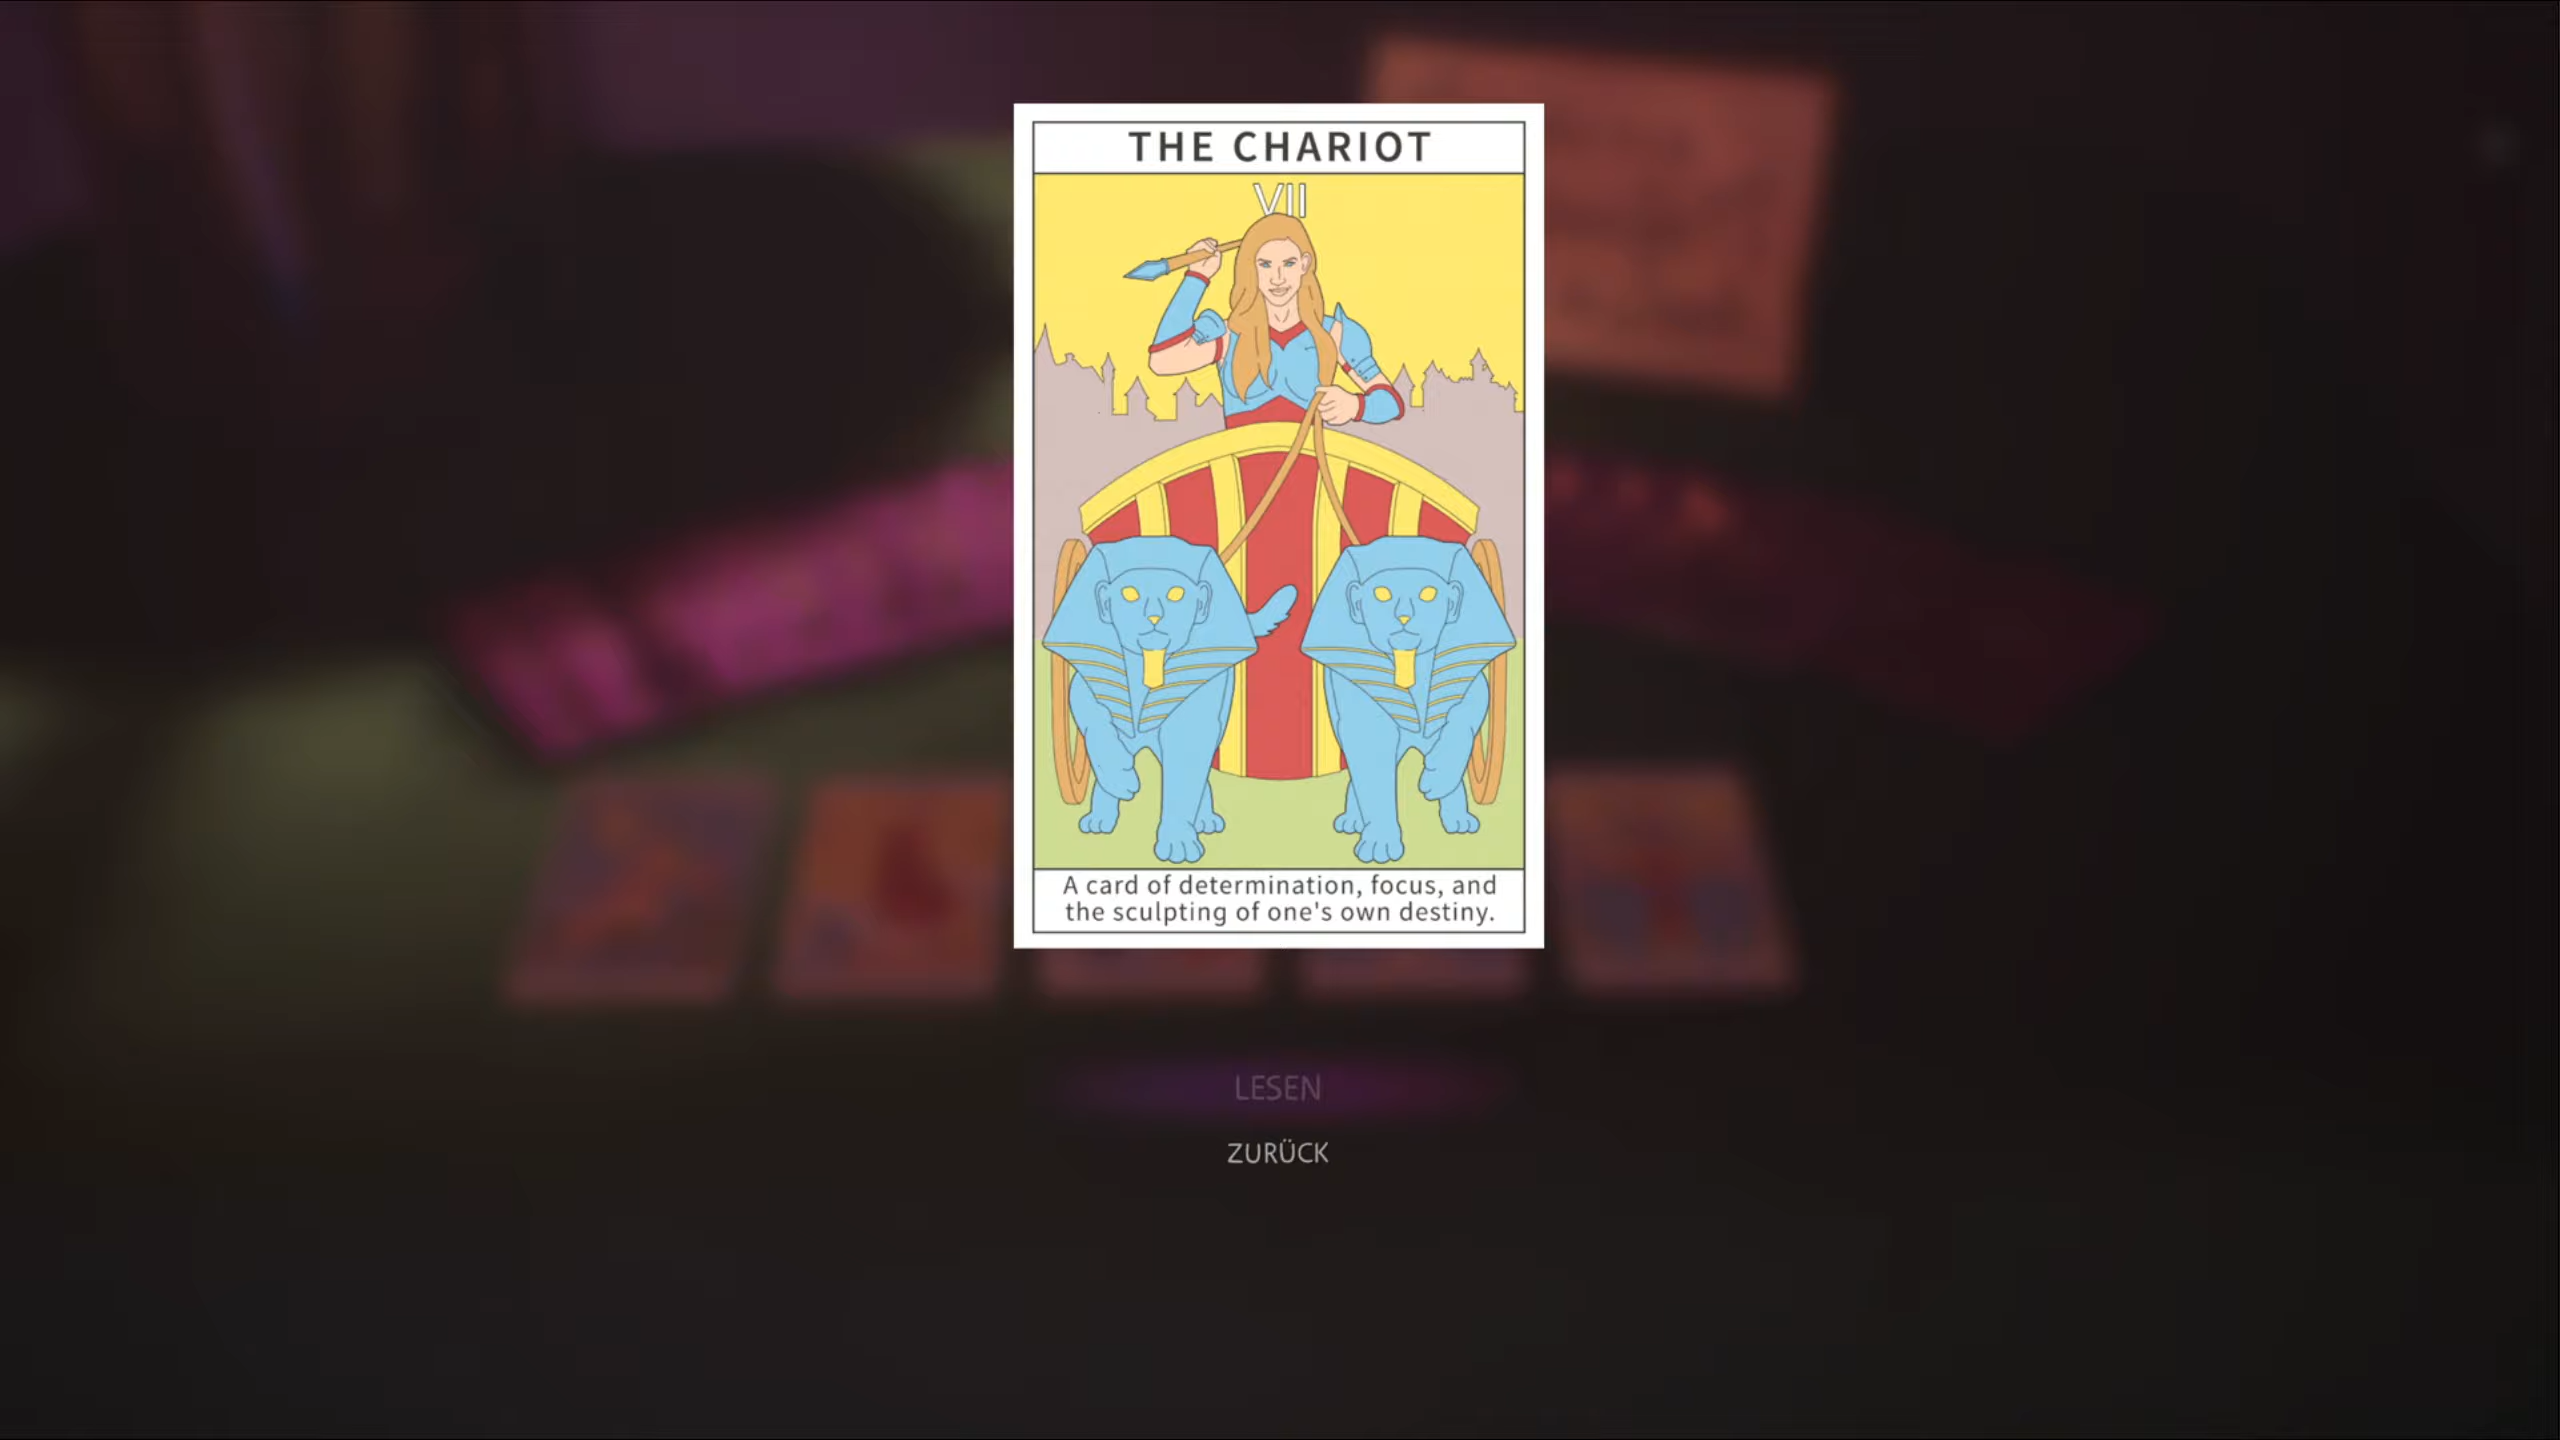 THE CHARIOT
VII
A card of determination, focus, and
the sculpting of one's own destiny.
LESEN
ZURÜCK